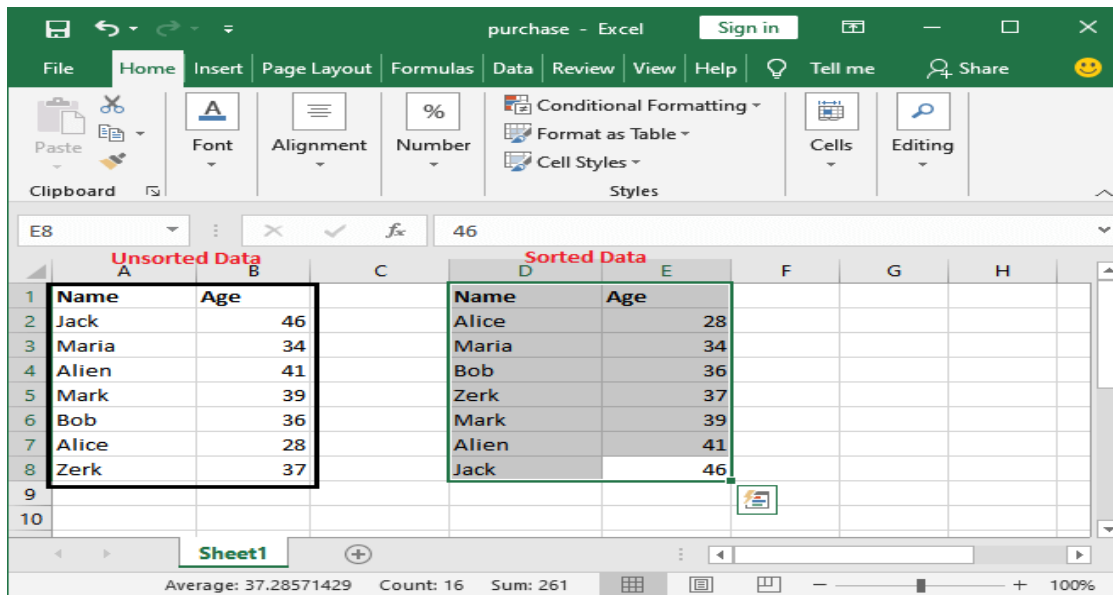 purchase - Excel Sign in
File Home Insert Page Layout Formulas Data Review View Help Tell me Share
Paste Font Alignment % Number Conditional Formatting Format as Table Cell Styles Cells Editing
Clipboard Styles
E8 fx 46
Unsorted Data Sorted Data
A B C D E F G H
1 Name Age Name Age
2 Jack 46 Alice 28
3 Maria 34 Maria 34
4 Alien 41 Bob 36
5 Mark 39 Zerk 37
6 Bob 36 Mark 39
7 Alice 28 Alien 41
8 Zerk 37 Jack 46
9
10
Sheet1
Average: 37.28571429 Count: 16 Sum: 261 100%